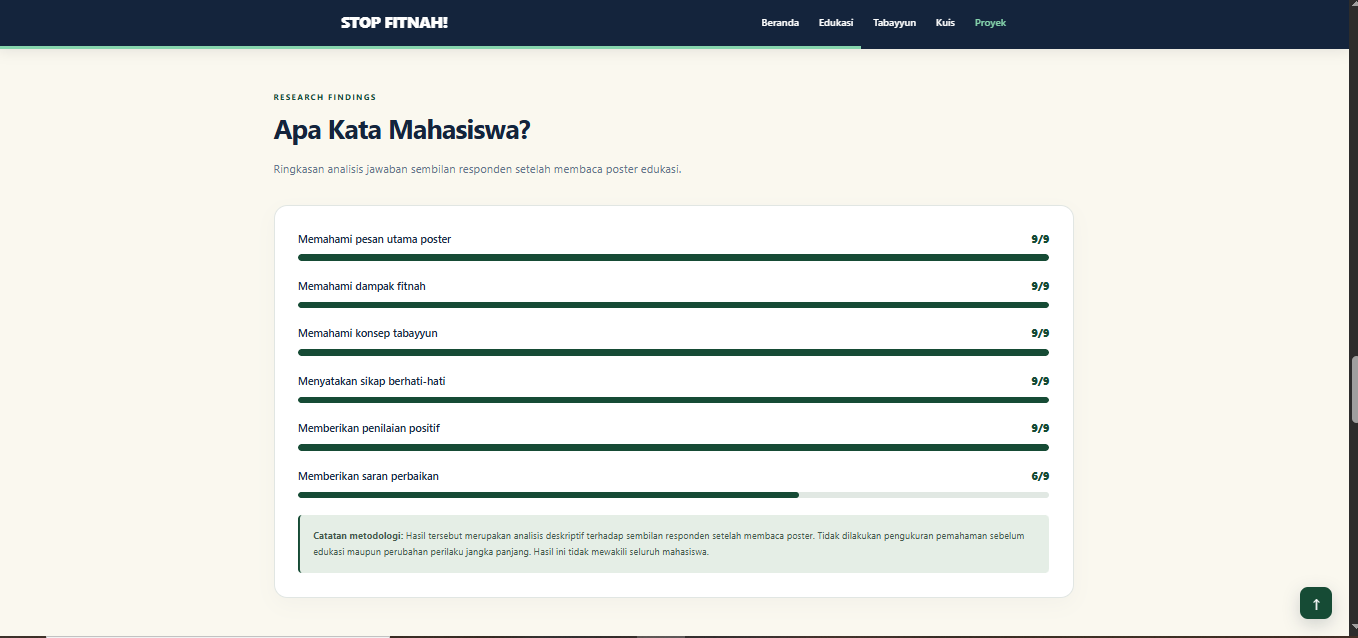 STOP FITNAH!
Beranda Edukasi Tabayyun Kuis Proyek
RESEARCH FINDINGS
Apa Kata Mahasiswa?
Ringkasan analisis jawaban sembilan responden setelah membaca poster edukasi.
Memahami pesan utama poster 9/9
Memahami dampak fitnah 9/9
Memahami konsep tabayyun 9/9
Menyatakan sikap berhati-hati 9/9
Memberikan penilaian positif 9/9
Memberikan saran perbaikan 6/9
Catatan metodologi: Hasil tersebut merupakan analisis deskriptif terhadap sembilan responden setelah membaca poster. Tidak dilakukan pengukuran pemahaman sebelum
edukasi maupun perubahan perilaku jangka panjang. Hasil ini tidak mewakili seluruh mahasiswa.
↑